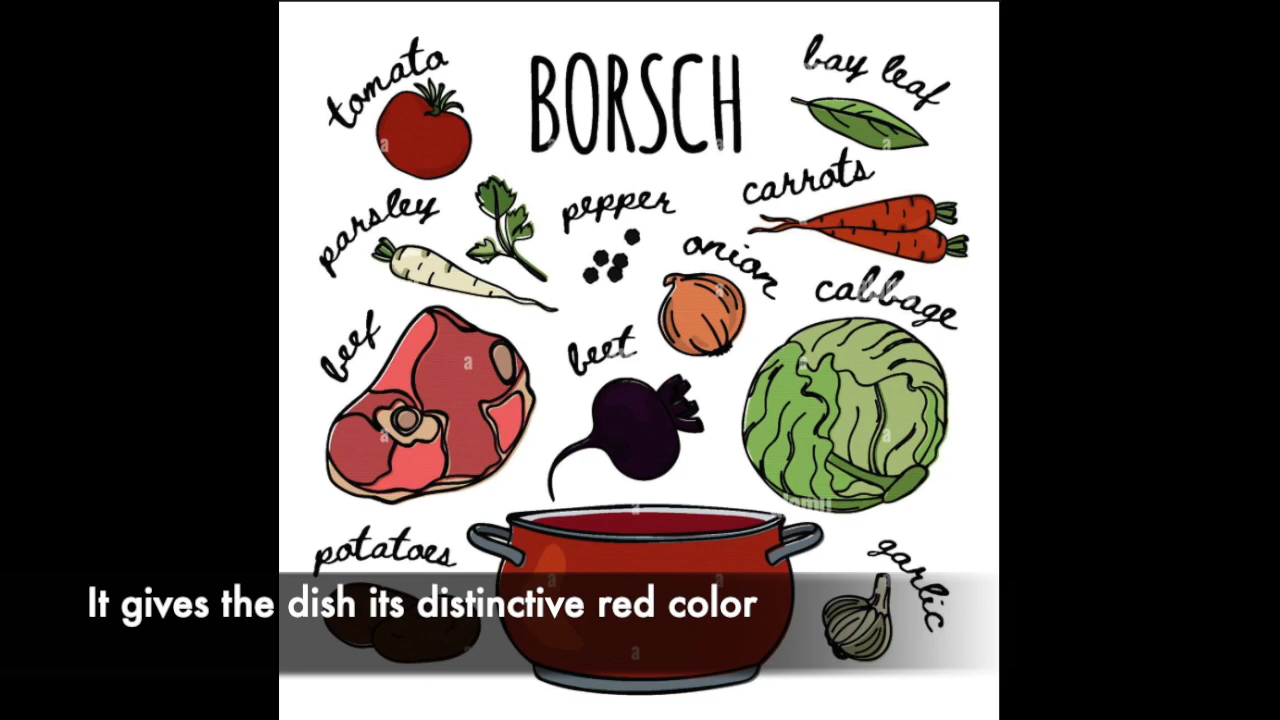 BORSCH
tomato
bay leaf
parsley
pepper
carrots
onion
cabbage
beef
beet
potatoes
garlic
It gives the dish its distinctive red color
a
a
a
a
a
a
a
a
a
a
a